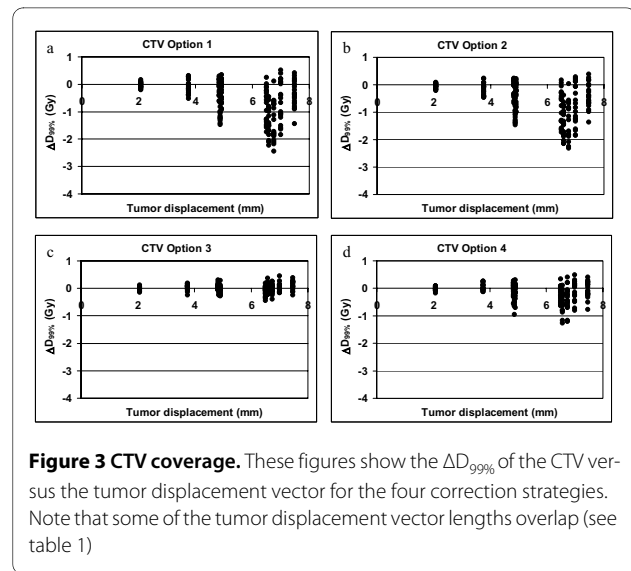 a
CTV Option 1
1
0
-1
-2
-3
-4
0 2 4 6 8
ΔD99% (Gy)
Tumor displacement (mm)
b
CTV Option 2
1
0
-1
-2
-3
-4
0 2 4 6 8
ΔD99% (Gy)
Tumor displacement (mm)
c
CTV Option 3
1
0
-1
-2
-3
-4
0 2 4 6 8
ΔD99% (Gy)
Tumor displacement (mm)
d
CTV Option 4
1
0
-1
-2
-3
-4
0 2 4 6 8
ΔD99% (Gy)
Tumor displacement (mm)
Figure 3 CTV coverage. These figures show the ΔD99% of the CTV ver-
sus the tumor displacement vector for the four correction strategies.
Note that some of the tumor displacement vector lengths overlap (see
table 1)